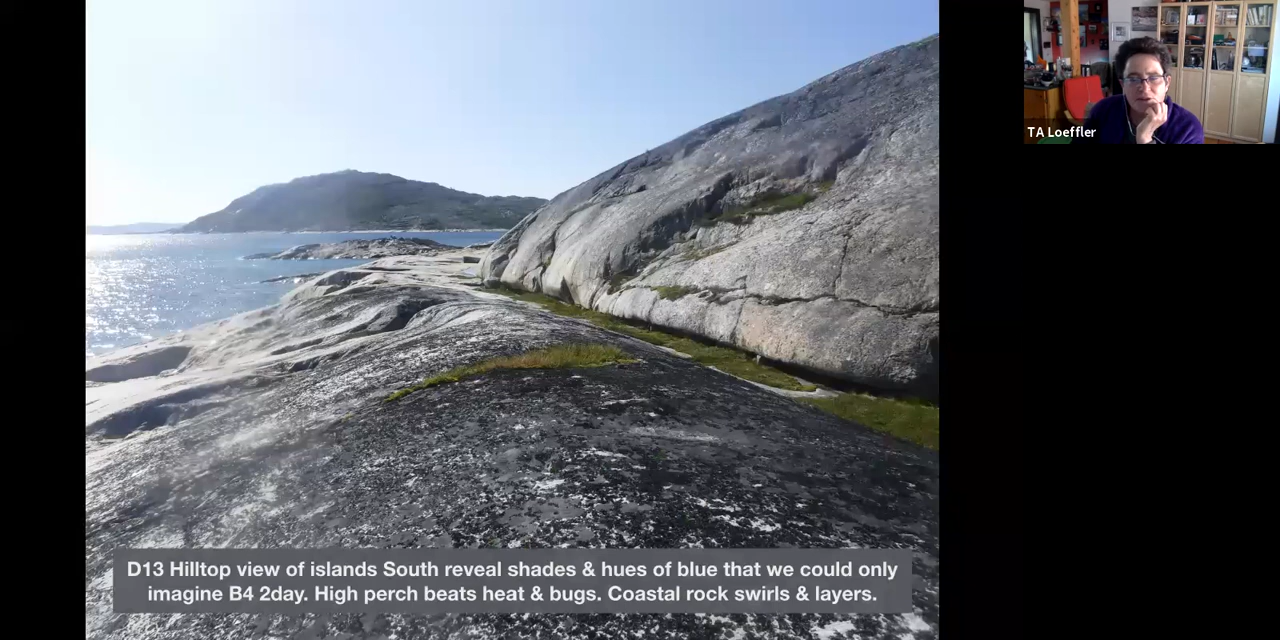 TA Loeffler
D13 Hilltop view of islands South reveal shades & hues of blue that we could only
imagine B4 2day. High perch beats heat & bugs. Coastal rock swirls & layers.